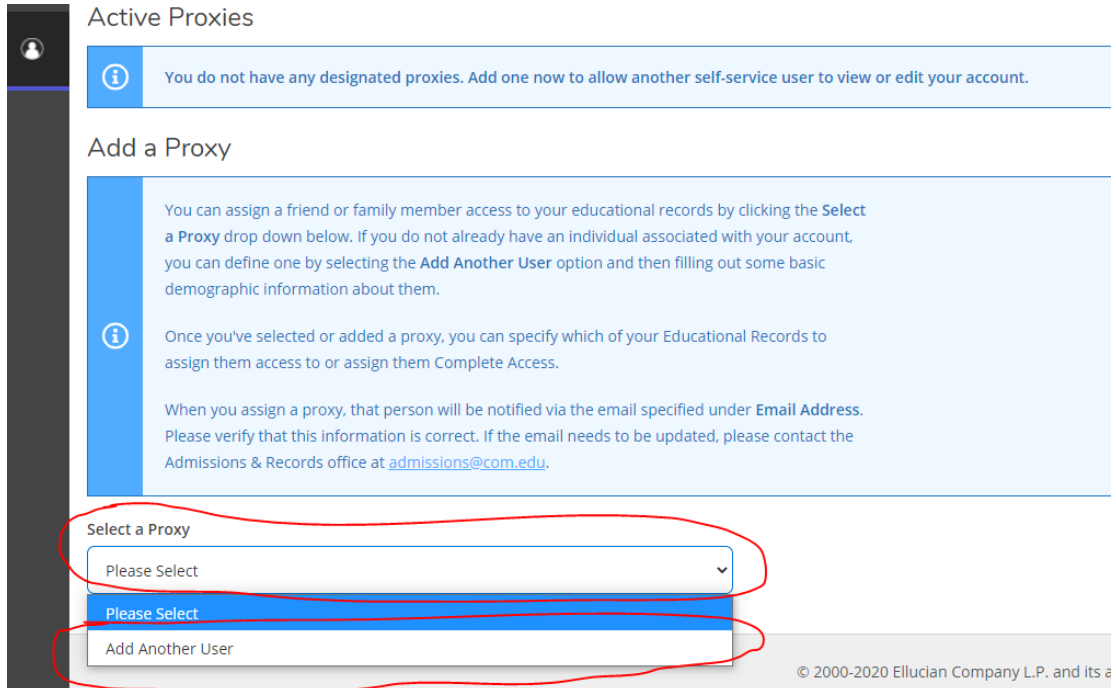 Active Proxies
You do not have any designated proxies. Add one now to allow another self-service user to view or edit your account.
Add a Proxy
You can assign a friend or family member access to your educational records by clicking the Select
a Proxy drop down below. If you do not already have an individual associated with your account,
you can define one by selecting the Add Another User option and then filling out some basic
demographic information about them.
Once you've selected or added a proxy, you can specify which of your Educational Records to
assign them access to or assign them Complete Access.
When you assign a proxy, that person will be notified via the email specified under Email Address.
Please verify that this information is correct. If the email needs to be updated, please contact the
Admissions & Records office at admissions@com.edu.
Select a Proxy
Please Select
Please Select
Add Another User
© 2000-2020 Ellucian Company L.P. and its a